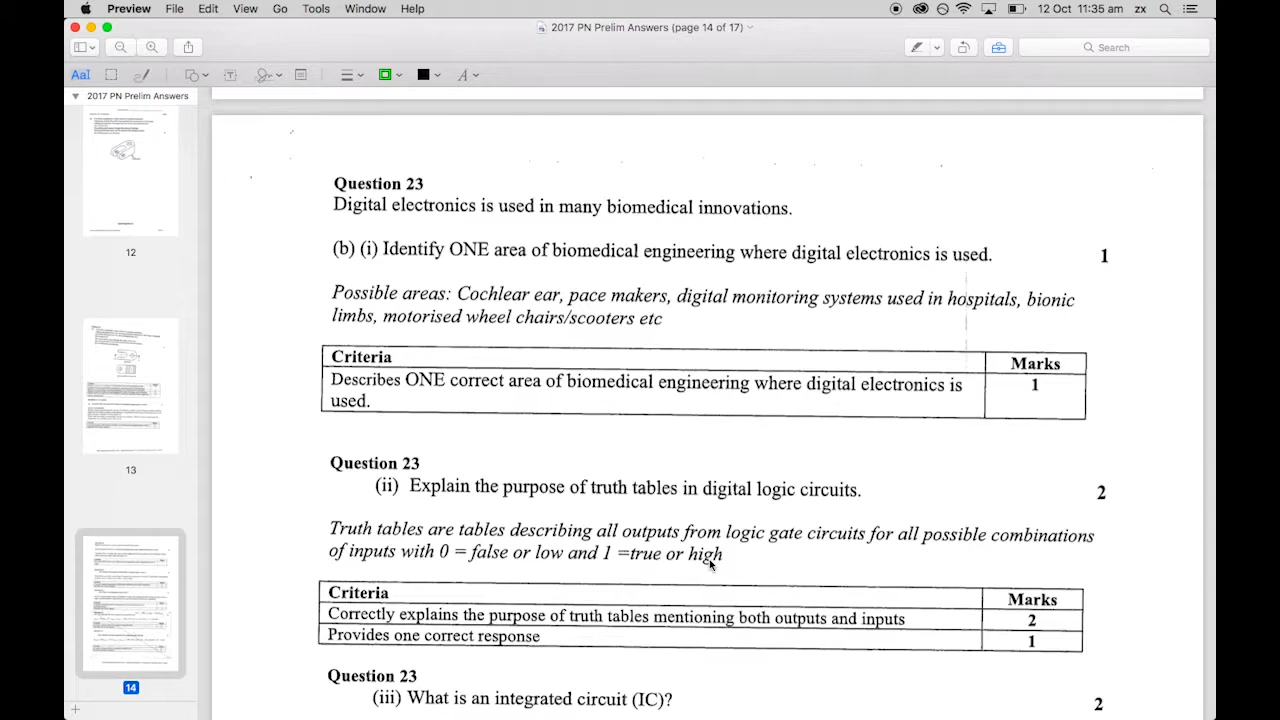 Preview File Edit View Go Tools Window Help 12 Oct 11:35 am zx
2017 PN Prelim Answers (page 14 of 17)
Search
AaI T A
2017 PN Prelim Answers
12
13
14
Question 23
Digital electronics is used in many biomedical innovations.
(b) (i) Identify ONE area of biomedical engineering where digital electronics is used. 1
Possible areas: Cochlear ear, pace makers, digital monitoring systems used in hospitals, bionic
limbs, motorised wheel chairs/scooters etc
Criteria Marks
Describes ONE correct area of biomedical engineering where digital electronics is 1
used.
Question 23
(ii) Explain the purpose of truth tables in digital logic circuits. 2
Truth tables are tables describing all outputs from logic gate circuits for all possible combinations
of inputs with 0 = false or low and 1 =true or high
Criteria Marks
Correctly explains the purpose of truth tables mentioning both outputs and inputs 2
Provides one correct response 1
Question 23
(iii) What is an integrated circuit (IC)? 2